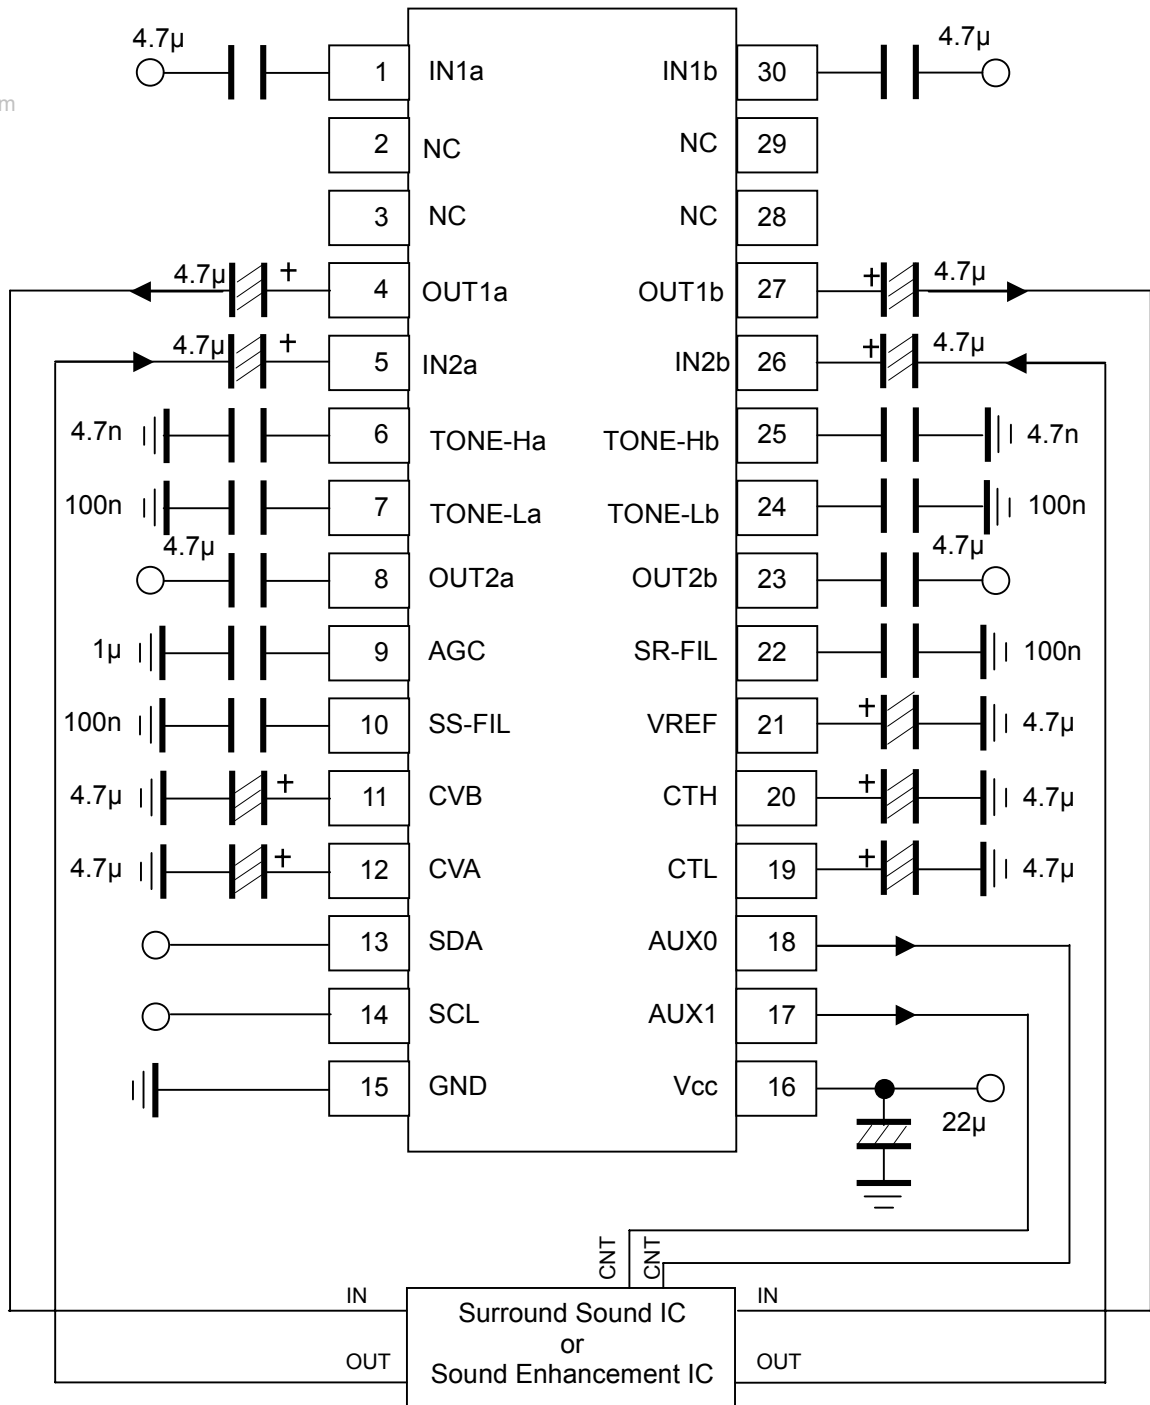 4.7µ 1 IN1a IN1b 30 4.7µ
m
2 NC NC 29
3 NC NC 28
4.7µ + 4 OUT1a OUT1b 27 + 4.7µ
4.7µ + 5 IN2a IN2b 26 + 4.7µ
4.7n 6 TONE-Ha TONE-Hb 25 4.7n
100n 7 TONE-La TONE-Lb 24 100n
4.7µ 8 OUT2a OUT2b 23 4.7µ
1µ 9 AGC SR-FIL 22 100n
100n 10 SS-FIL VREF 21 + 4.7µ
4.7µ + 11 CVB CTH 20 + 4.7µ
4.7µ + 12 CVA CTL 19 + 4.7µ
13 SDA AUX0 18
14 SCL AUX1 17
15 GND Vcc 16
22µ
CNT CNT
IN IN
Surround Sound IC
or
OUT OUT
Sound Enhancement IC